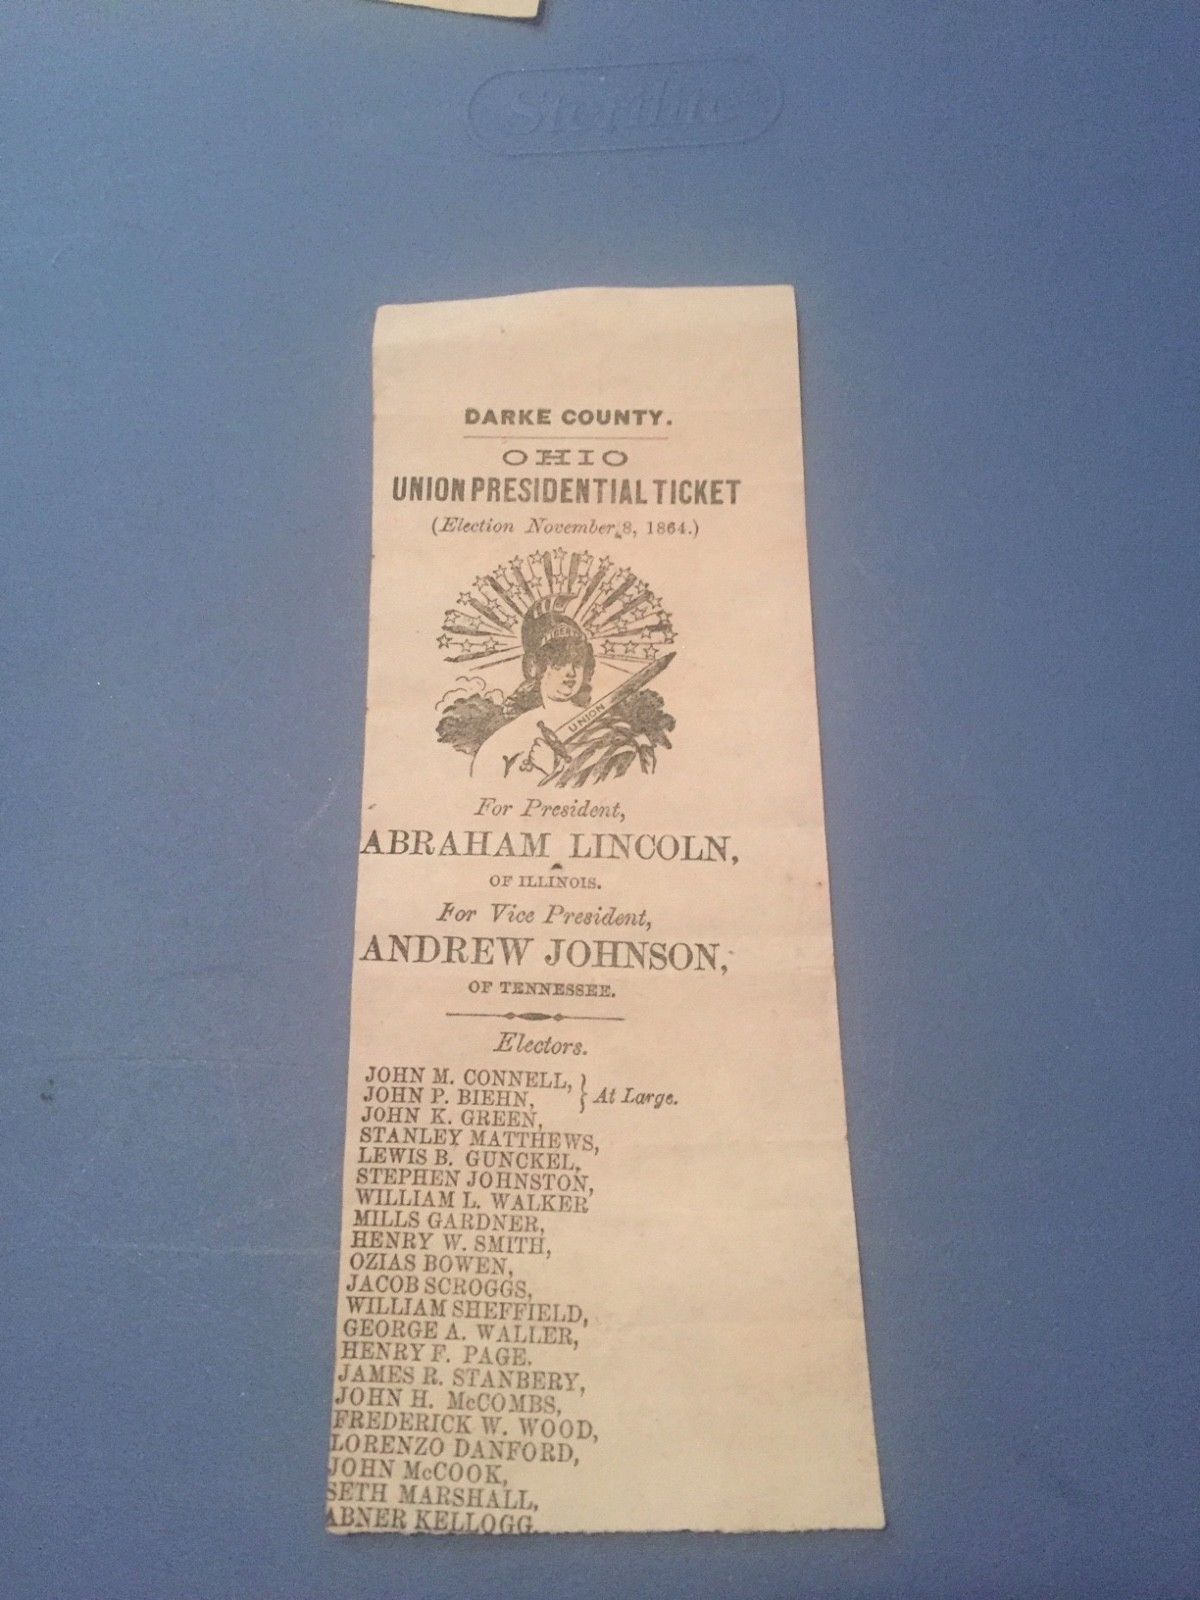 Sterilite
DARKE COUNTY.
OHIO
UNION PRESIDENTIAL TICKET
(Election November 8, 1864.)
LIBERTY
UNION
For President,
ABRAHAM LINCOLN,
OF ILLINOIS.
For Vice President,
ANDREW JOHNSON,
OF TENNESSEE.
Electors.
JOHN M. CONNELL,
JOHN P. BIEHN, } At Large.
JOHN K. GREEN,
STANLEY MATTHEWS,
LEWIS B. GUNCKEL,
STEPHEN JOHNSTON,
WILLIAM L. WALKER
MILLS GARDNER,
HENRY W. SMITH,
OZIAS BOWEN,
JACOB SCROGGS,
WILLIAM SHEFFIELD,
GEORGE A. WALLER,
HENRY F. PAGE.
JAMES R. STANBERY,
JOHN H. McCOMBS,
FREDERICK W. WOOD,
LORENZO DANFORD,
JOHN McCOOK,
SETH MARSHALL,
ABNER KELLOGG.